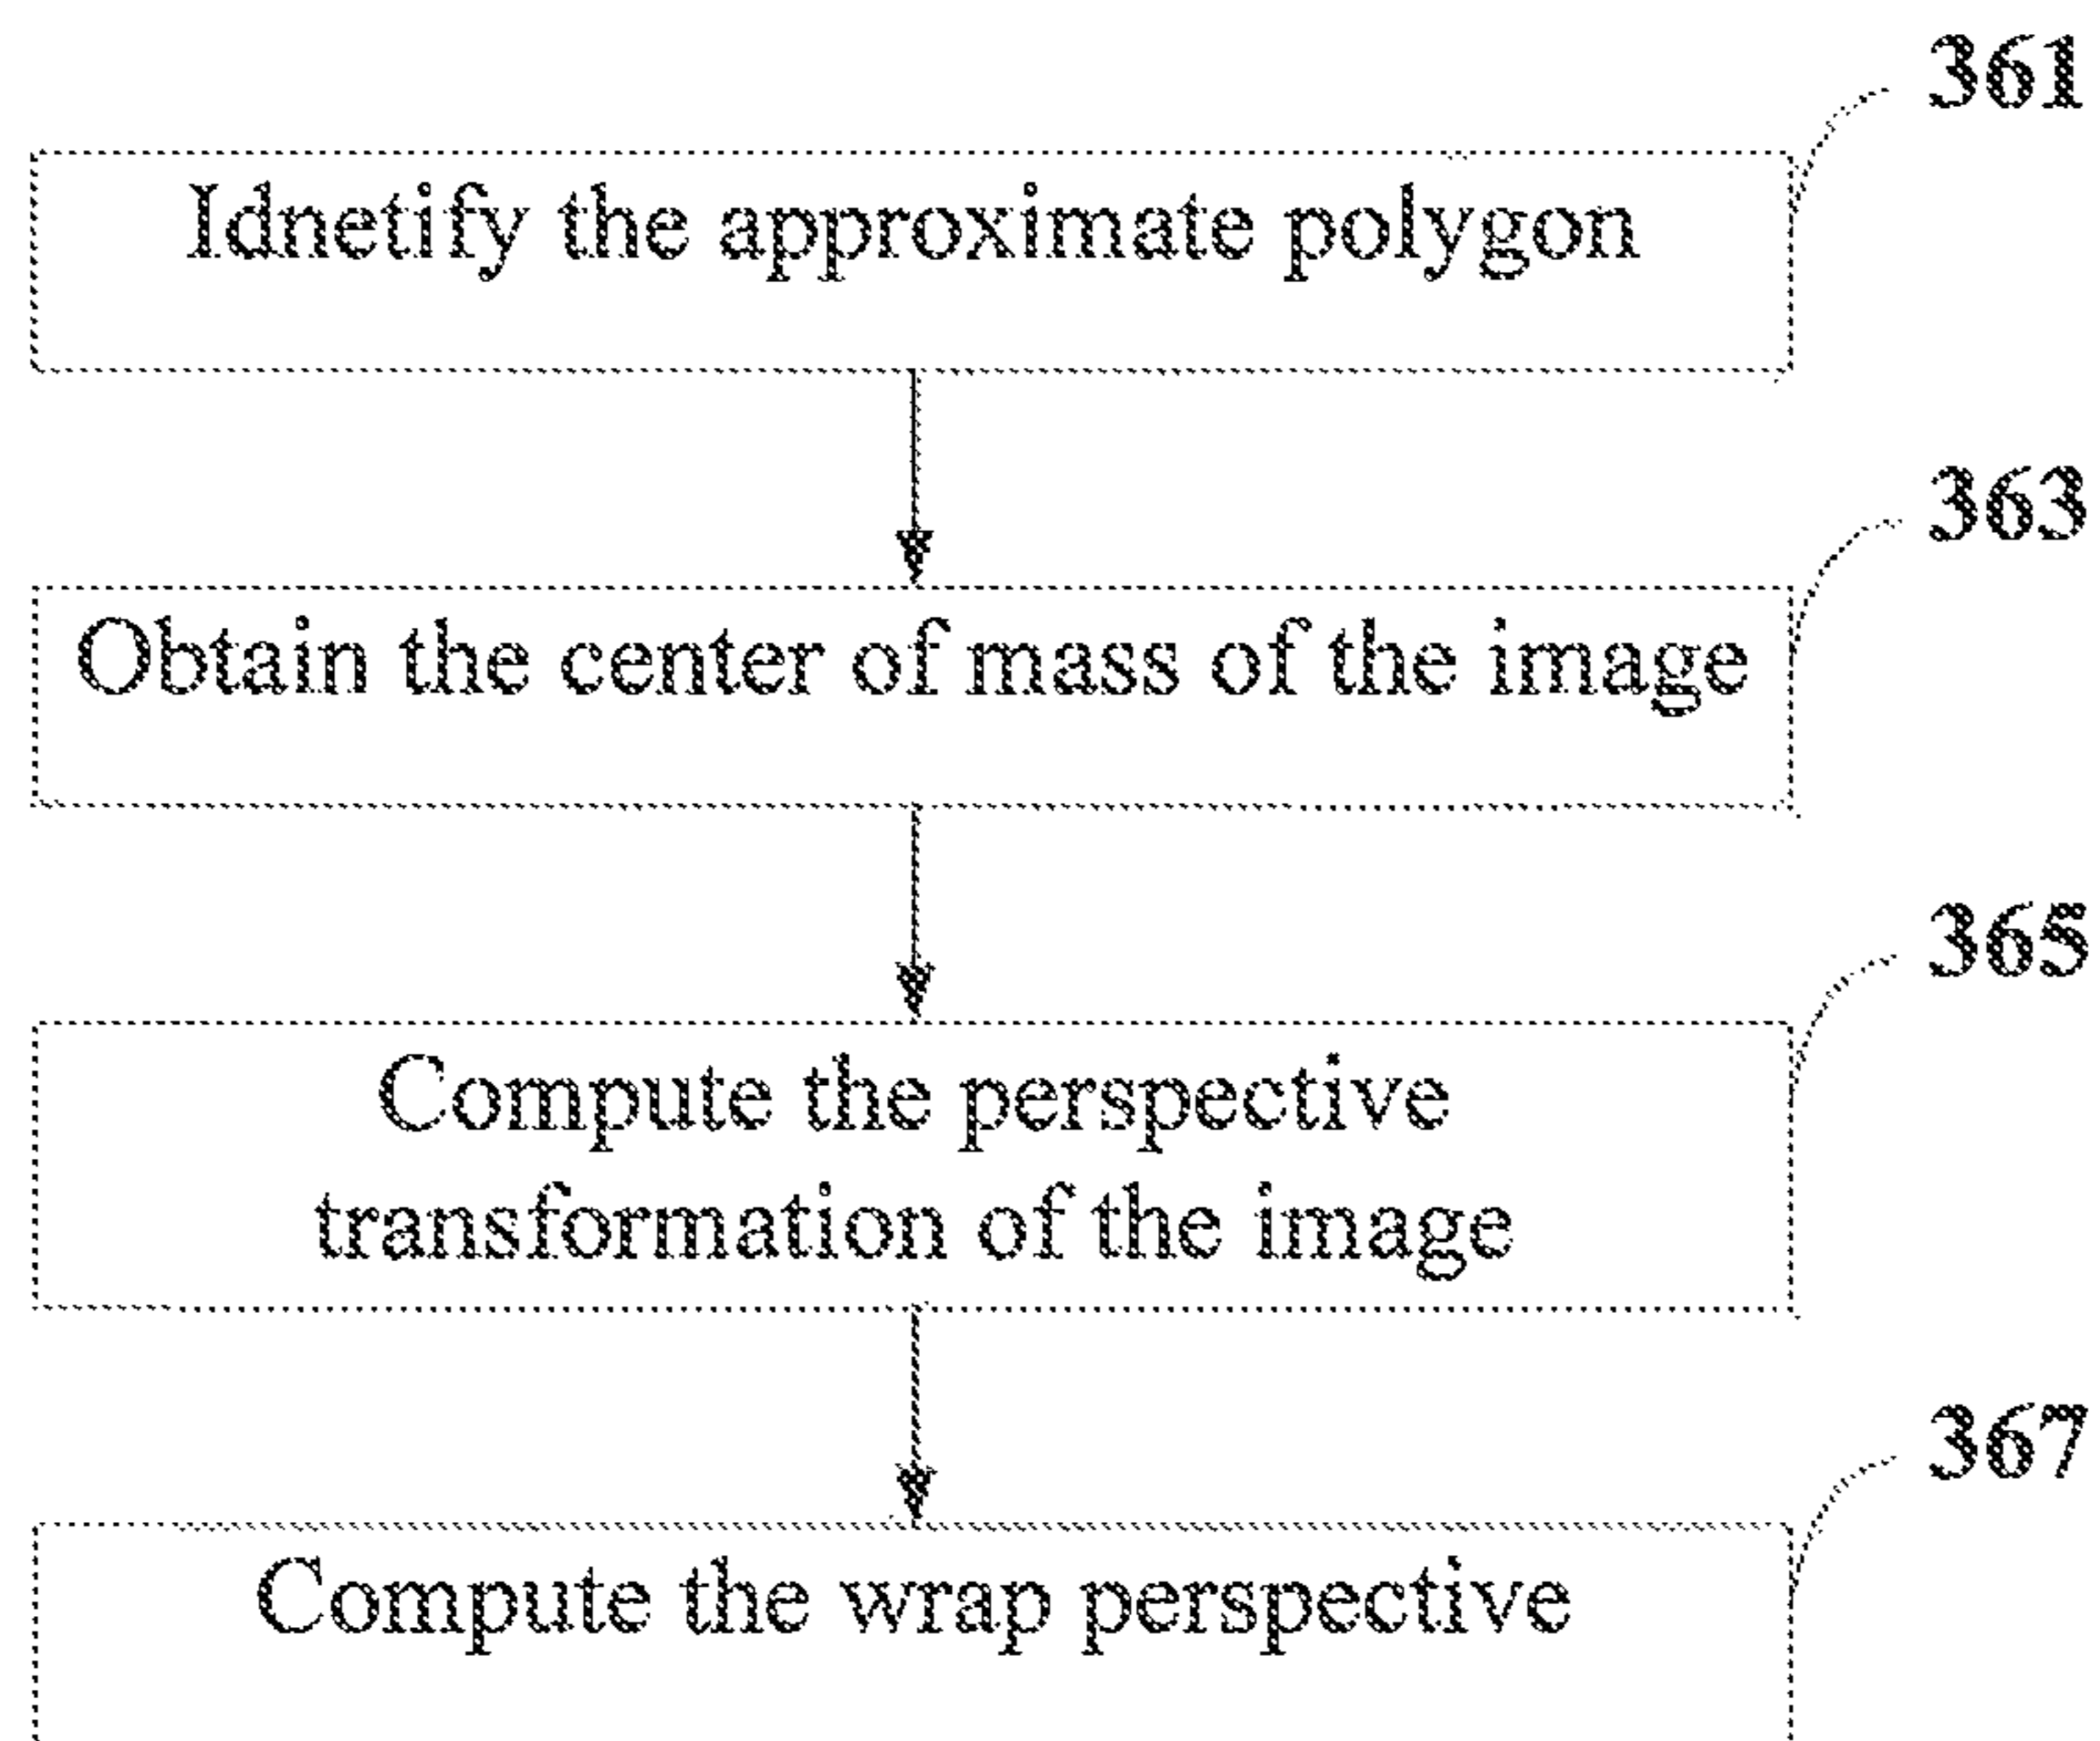 361
Idnetify the approximate polygon
363
Obtain the center of mass of the image
365
Compute the perspective
transformation of the image
367
Compute the wrap perspective